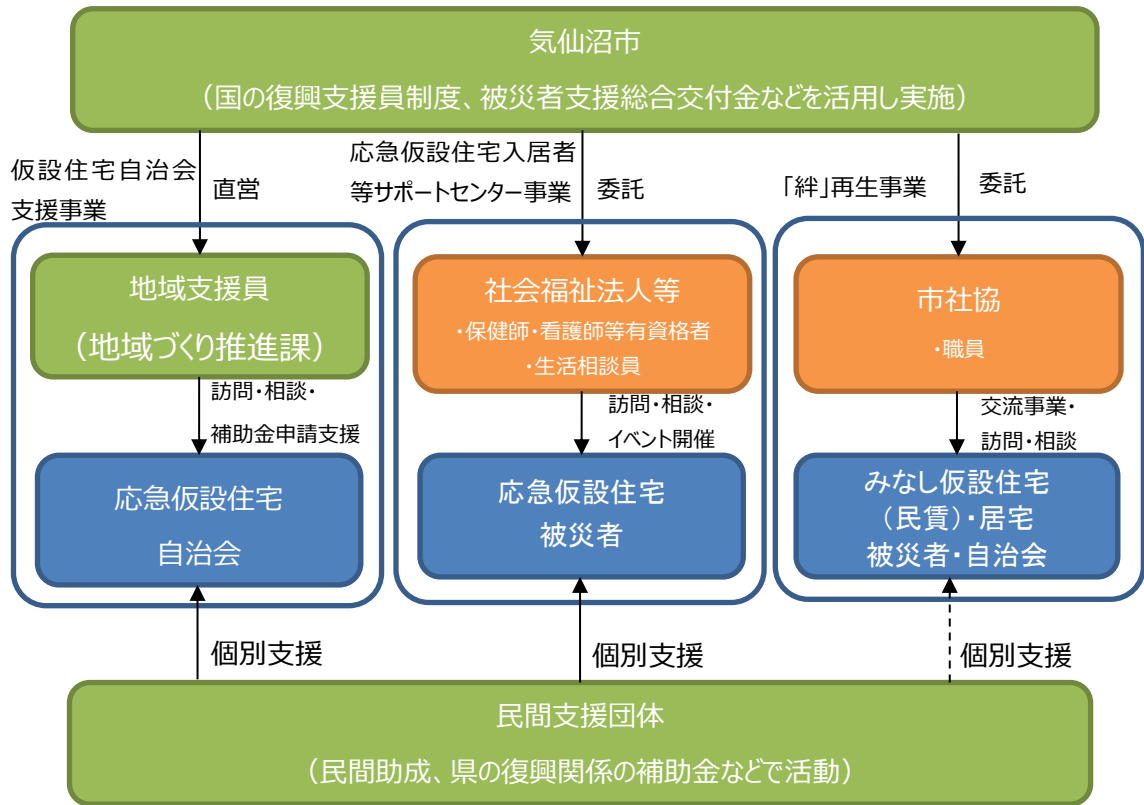 気仙沼市
（国の復興支援員制度、被災者支援総合交付金などを活用し実施）
仮設住宅自治会
支援事業
直営
応急仮設住宅入居者
等サポートセンター事業
委託
「絆」再生事業
委託
地域支援員
（地域づくり推進課）
社会福祉法人等
・保健師・看護師等有資格者
・生活相談員
市社協
・職員
訪問・相談・
補助金申請支援
訪問・相談・
イベント開催
交流事業・
訪問・相談
応急仮設住宅
自治会
応急仮設住宅
被災者
みなし仮設住宅
（民賃）・居宅
被災者・自治会
個別支援
個別支援
個別支援
民間支援団体
（民間助成、県の復興関係の補助金などで活動）